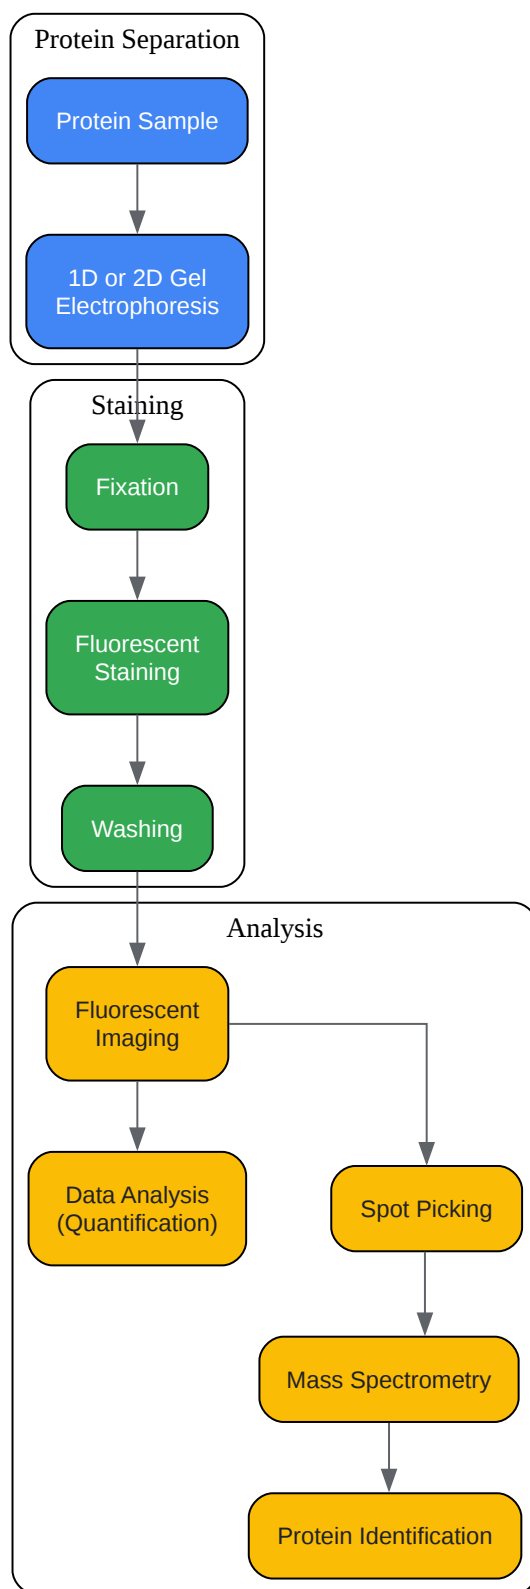 Protein Separation
Protein Sample
1D or 2D Gel
Electrophoresis
Staining
Fixation
Fluorescent
Staining
Washing
Analysis
Fluorescent
Imaging
Data Analysis
(Quantification)
Spot Picking
Mass Spectrometry
Protein Identification